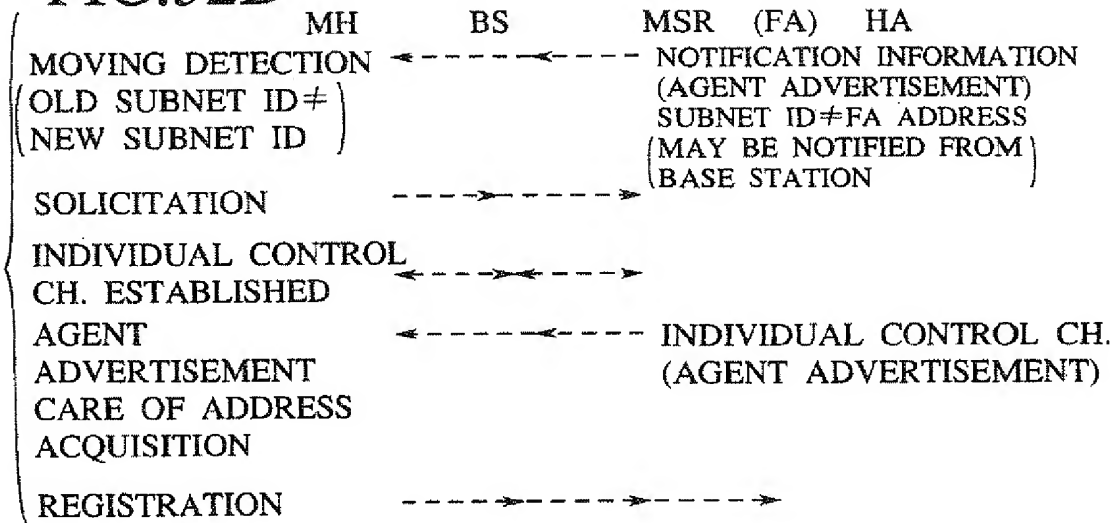 MH BS MSR (FA) HA
MOVING DETECTION NOTIFICATION INFORMATION
(AGENT ADVERTISEMENT)
(OLD SUBNET ID≠
NEW SUBNET ID)
SUBNET ID≠FA ADDRESS
(MAY BE NOTIFIED FROM
BASE STATION)
SOLICITATION
INDIVIDUAL CONTROL
CH. ESTABLISHED
AGENT INDIVIDUAL CONTROL CH.
ADVERTISEMENT (AGENT ADVERTISEMENT)
CARE OF ADDRESS
ACQUISITION
REGISTRATION